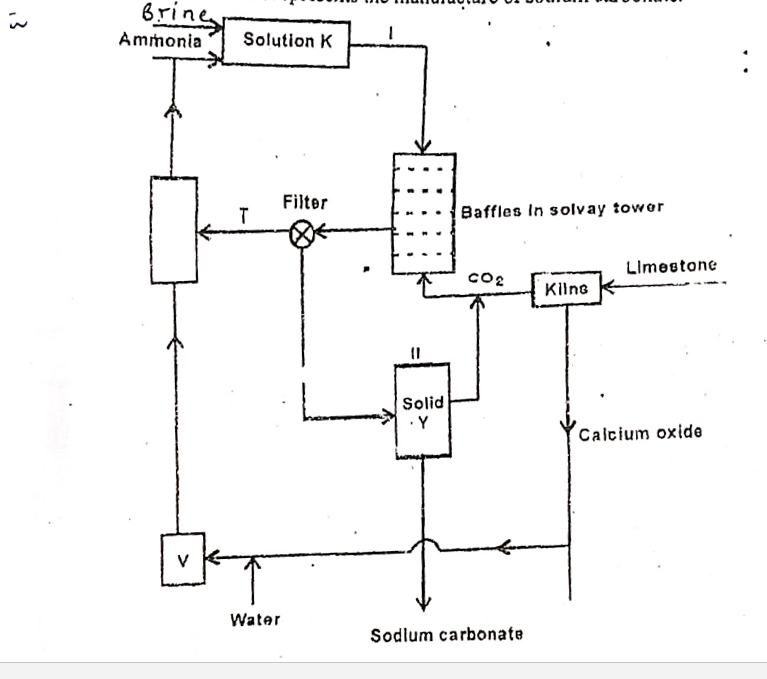 represents the manufacture of sodium carbonate.
Brine
Ammonia
Solution K
I
Filter
T
Baffles in solvay tower
CO2
Limestone
Kilns
II
Solid
Y
Calcium oxide
V
Water
Sodium carbonate